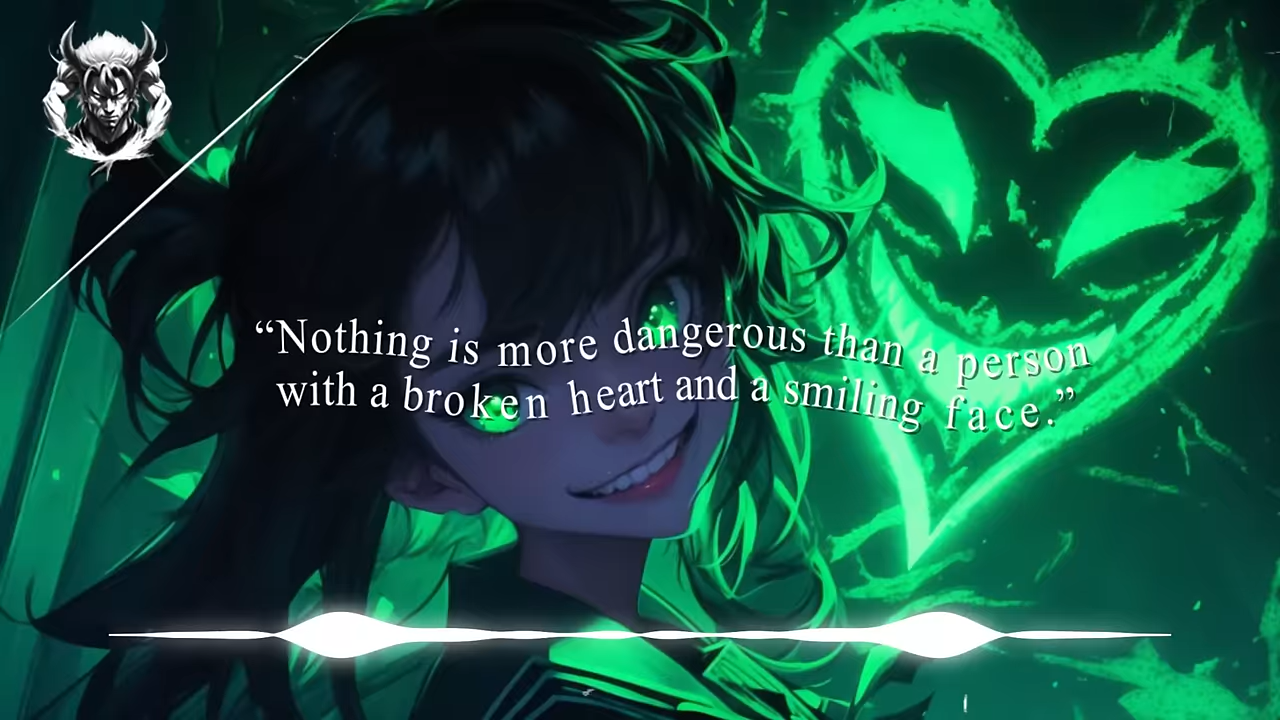 “Nothing is more dangerous than a person
with a broken heart and a smiling face.”